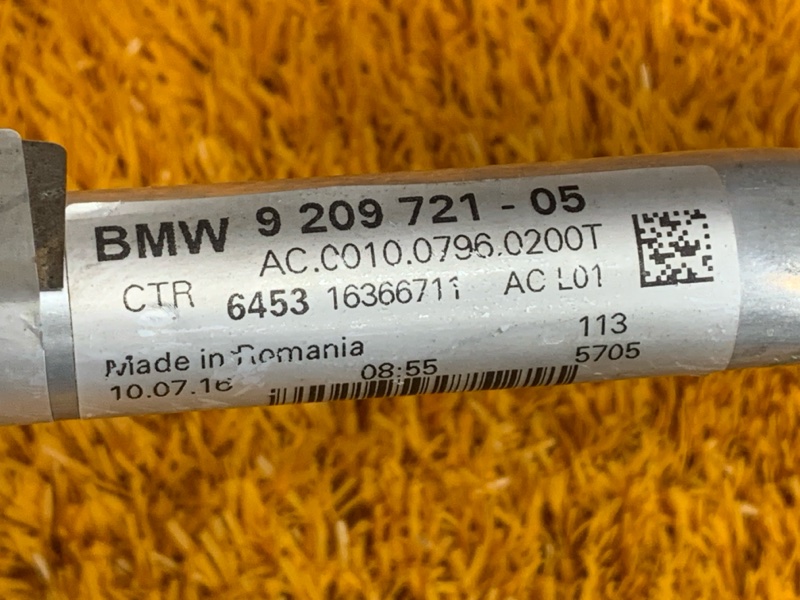 BMW 9 209 721 - 05
AC.C010.0796.0200T
CTR 6453 16366711 AC L01
113
Made in Romania
08:55 5705
10.07.16